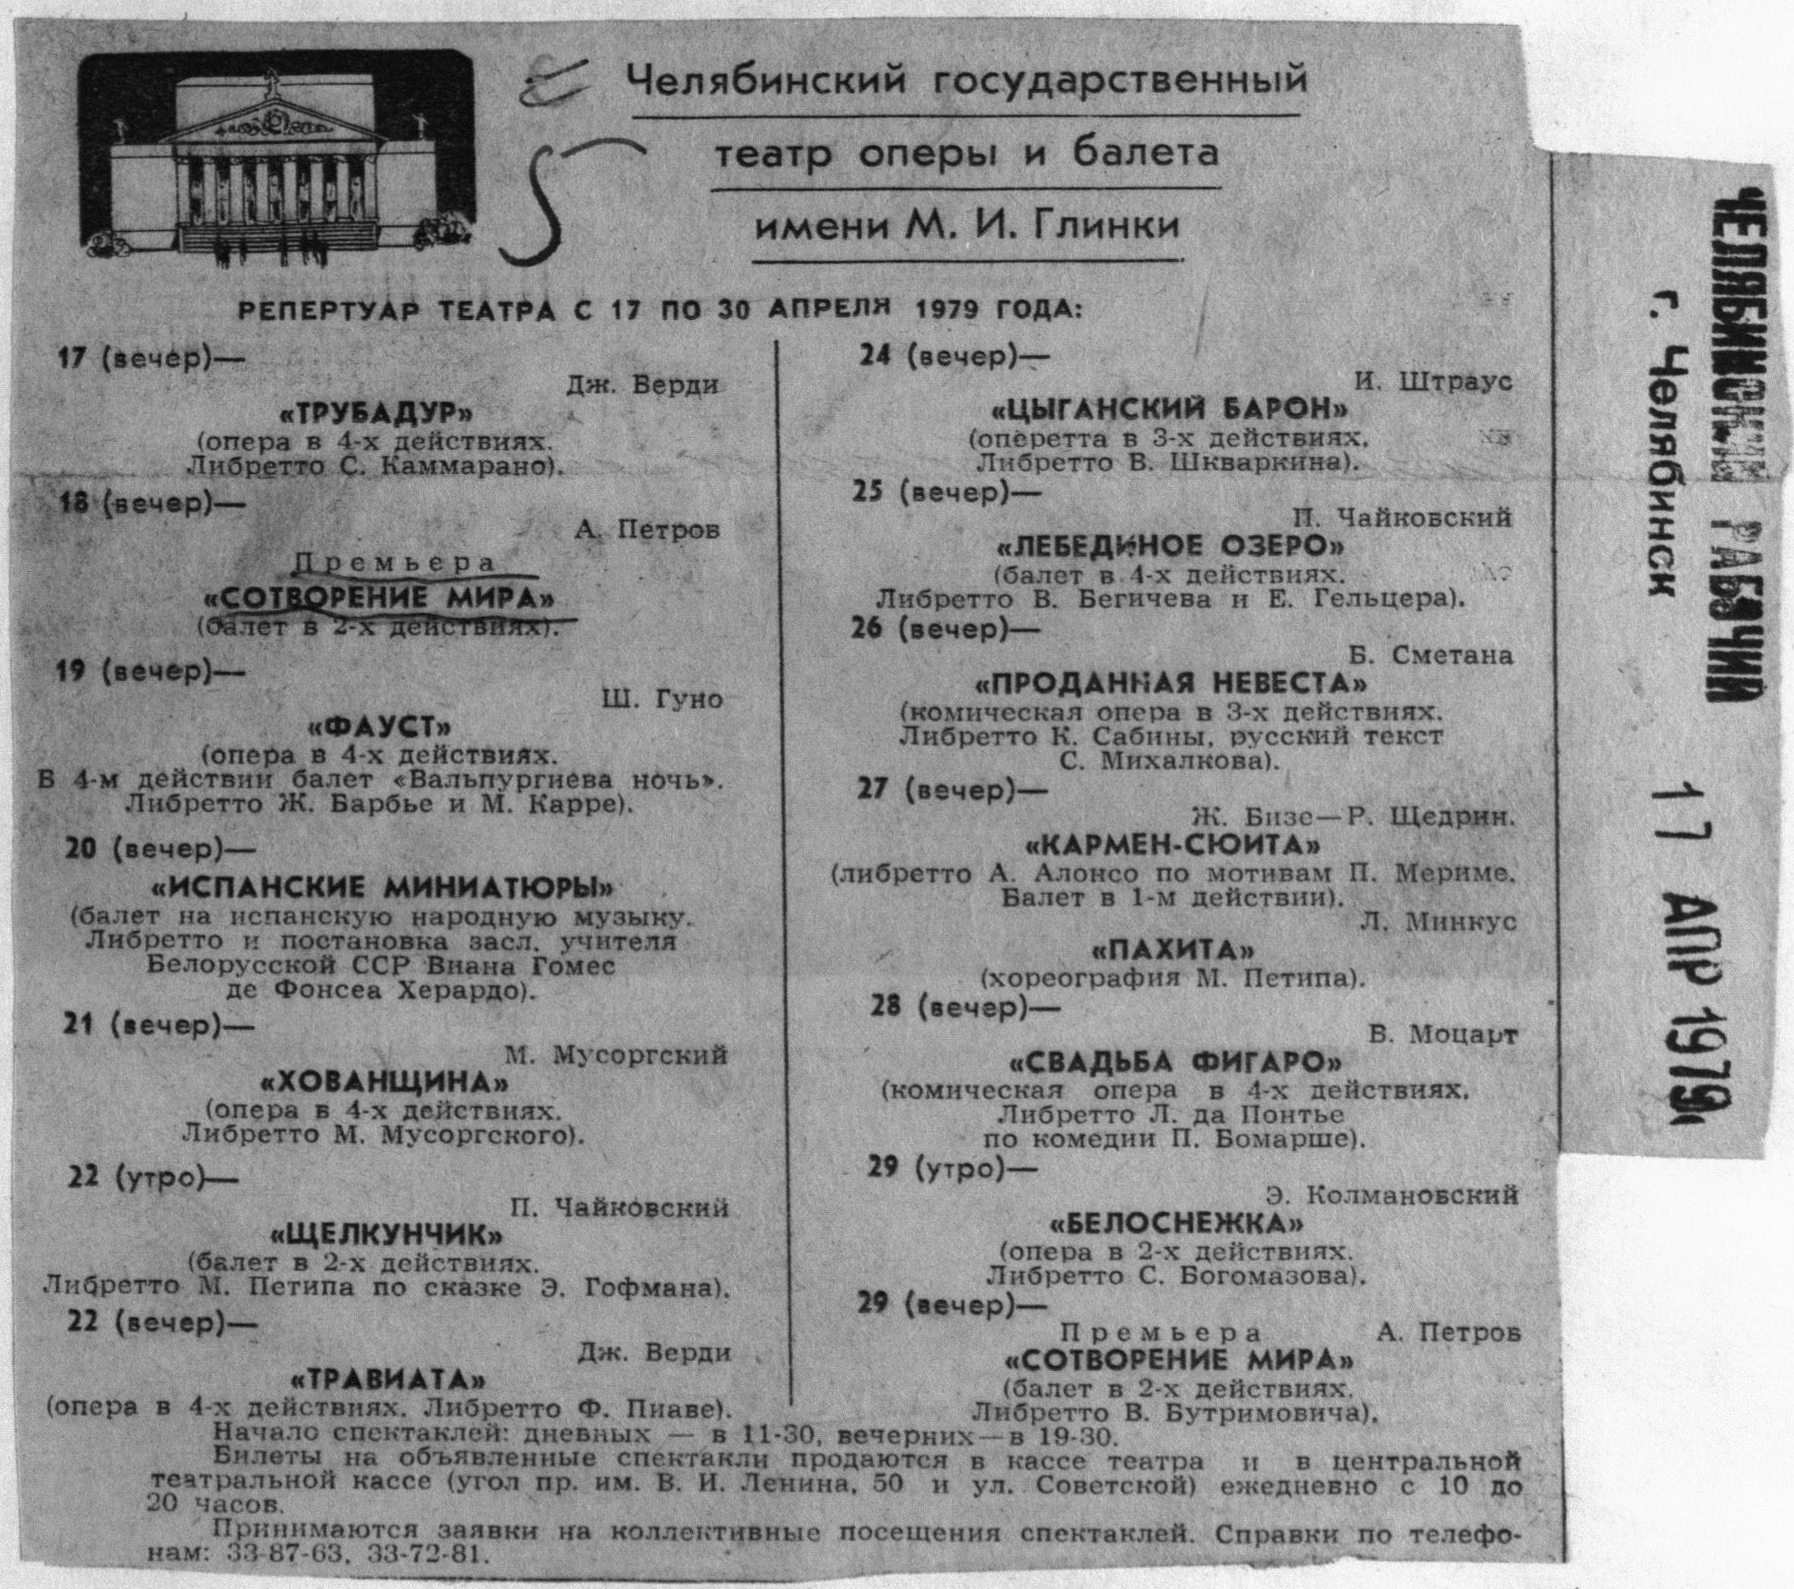 Челябинский государственный
театр оперы и балета
имени М. И. Глинки
РЕПЕРТУАР ТЕАТРА С 17 ПО 30 АПРЕЛЯ 1979 ГОДА:
17 (вечер)—
Дж. Верди
«ТРУБАДУР»
(опера в 4-х действиях.
Либретто С. Каммарано).
18 (вечер)—
А. Петров
Премьера
«СОТВОРЕНИЕ МИРА»
(балет в 2-х действиях).
19 (вечер)—
Ш. Гуно
«ФАУСТ»
(опера в 4-х действиях.
В 4-м действии балет «Вальпургиева ночь».
Либретто Ж. Барбье и М. Карре).
20 (вечер)—
«ИСПАНСКИЕ МИНИАТЮРЫ»
(балет на испанскую народную музыку.
Либретто и постановка засл. учителя
Белорусской ССР Виана Гомес
де Фонсеа Херардо).
21 (вечер)—
М. Мусоргский
«ХОВАНЩИНА»
(опера в 4-х действиях.
Либретто М. Мусоргского).
22 (утро)—
П. Чайковский
«ЩЕЛКУНЧИК»
(балет в 2-х действиях.
Либретто М. Петипа по сказке Э. Гофмана).
22 (вечер)—
Дж. Верди
«ТРАВИАТА»
(опера в 4-х действиях. Либретто Ф. Пиаве).
24 (вечер)—
И. Штраус
«ЦЫГАНСКИЙ БАРОН»
(оперетта в 3-х действиях.
Либретто В. Шкваркина).
25 (вечер)—
П. Чайковский
«ЛЕБЕДИНОЕ ОЗЕРО»
(балет в 4-х действиях.
Либретто В. Бегичева и Е. Гельцера).
26 (вечер)—
Б. Сметана
«ПРОДАННАЯ НЕВЕСТА»
(комическая опера в 3-х действиях.
Либретто К. Сабины, русский текст
С. Михалкова).
27 (вечер)—
Ж. Бизе—Р. Щедрин.
«КАРМЕН-СЮИТА»
(либретто А. Алонсо по мотивам П. Мериме.
Балет в 1-м действии).
Л. Минкус
«ПАХИТА»
(хореография М. Петипа).
28 (вечер)—
В. Моцарт
«СВАДЬБА ФИГАРО»
(комическая опера в 4-х действиях.
Либретто Л. да Понтье
по комедии П. Бомарше).
29 (утро)—
Э. Колмановский
«БЕЛОСНЕЖКА»
(опера в 2-х действиях.
Либретто С. Богомазова).
29 (вечер)—
Премьера А. Петров
«СОТВОРЕНИЕ МИРА»
(балет в 2-х действиях.
Либретто В. Бутримовича).
Начало спектаклей: дневных — в 11-30, вечерних—в 19-30.
Билеты на объявленные спектакли продаются в кассе театра и в центральной
театральной кассе (угол пр. им. В. И. Ленина, 50 и ул. Советской) ежедневно с 10 до
20 часов.
Принимаются заявки на коллективные посещения спектаклей. Справки по телефо-
нам: 33-87-63, 33-72-81.
ЧЕЛЯБИНСКИЙ РАБОЧИЙ
г. Челябинск
17 АПР 1979